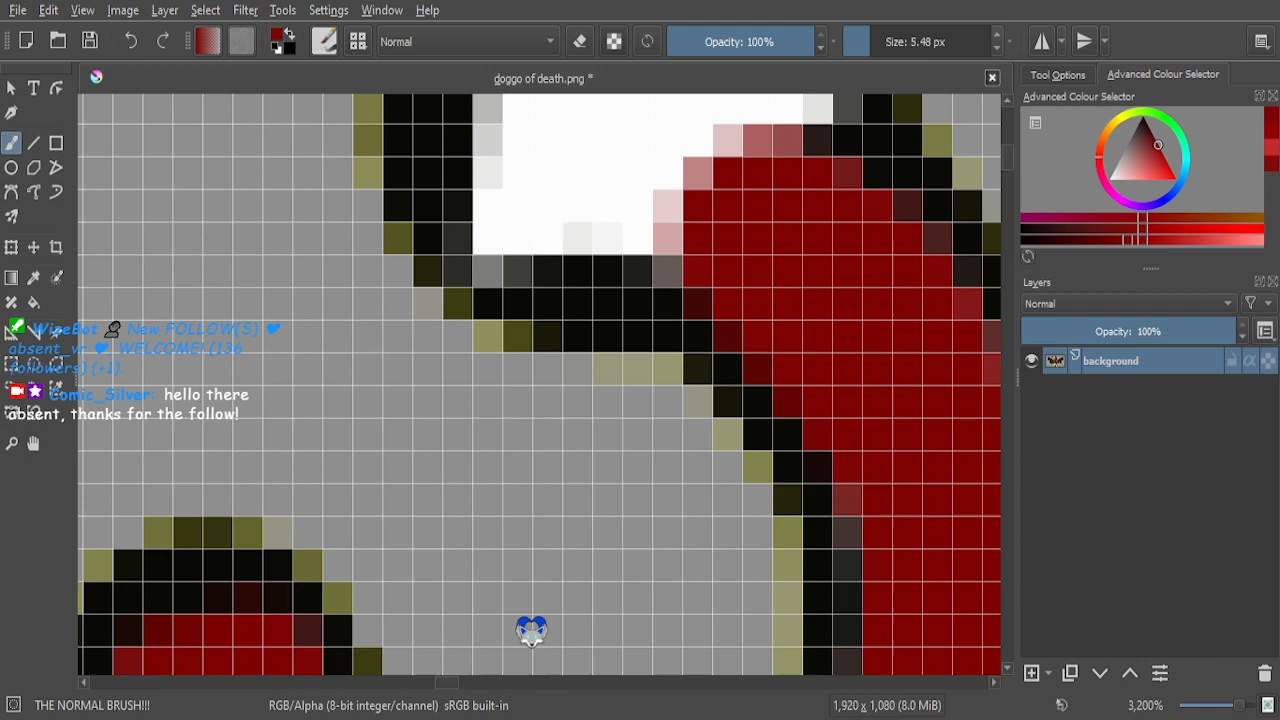 File Edit View Image Layer Select Filter Tools Settings Window Help
Normal Opacity: 100% Size: 5.48 px
doggo of death.png *
Tool Options Advanced Colour Selector
Advanced Colour Selector
Layers
Normal
Opacity: 100%
background
WizeBot New FOLLOW(S)
absent_vr , WELCOME! (136
followers) (+1).
Comic_Silver: hello there
absent, thanks for the follow!
THE NORMAL BRUSH!!! RGB/Alpha (8-bit integer/channel) sRGB built-in 1,920 x 1,080 (8.0 MiB) 3,200%